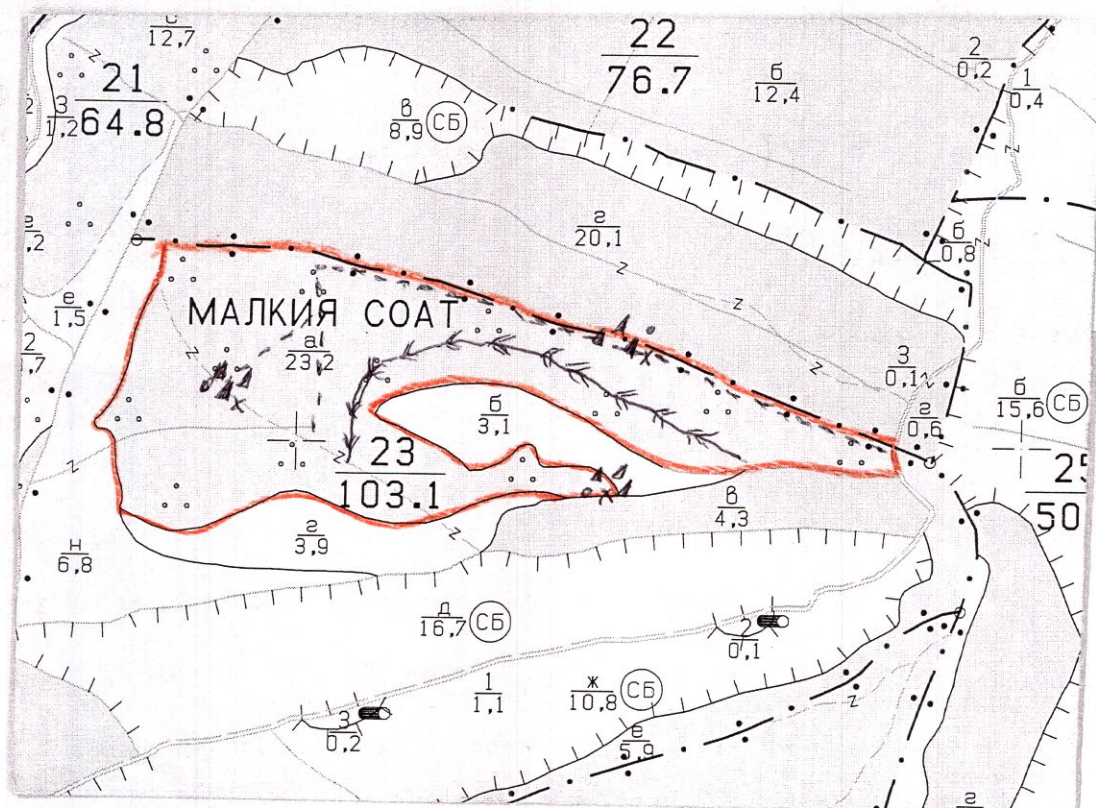 12,7
21
64.8
3
1,2
22
76.7
б
12,4
2
0,2
1
0,4
в
8,9 СБ
г
20,1
б
0,8
е
1,5
МАЛКИЯ СОАТ
а
23,2
3
0,1
г
0,6
б
15,6 СБ
б
3,1
23
103.1
в
4,3
50
г
3,9
н
6,8
д
16,7 СБ
2
0,1
1
1,1
ж
10,8 СБ
3
0,2
е
5,9
г